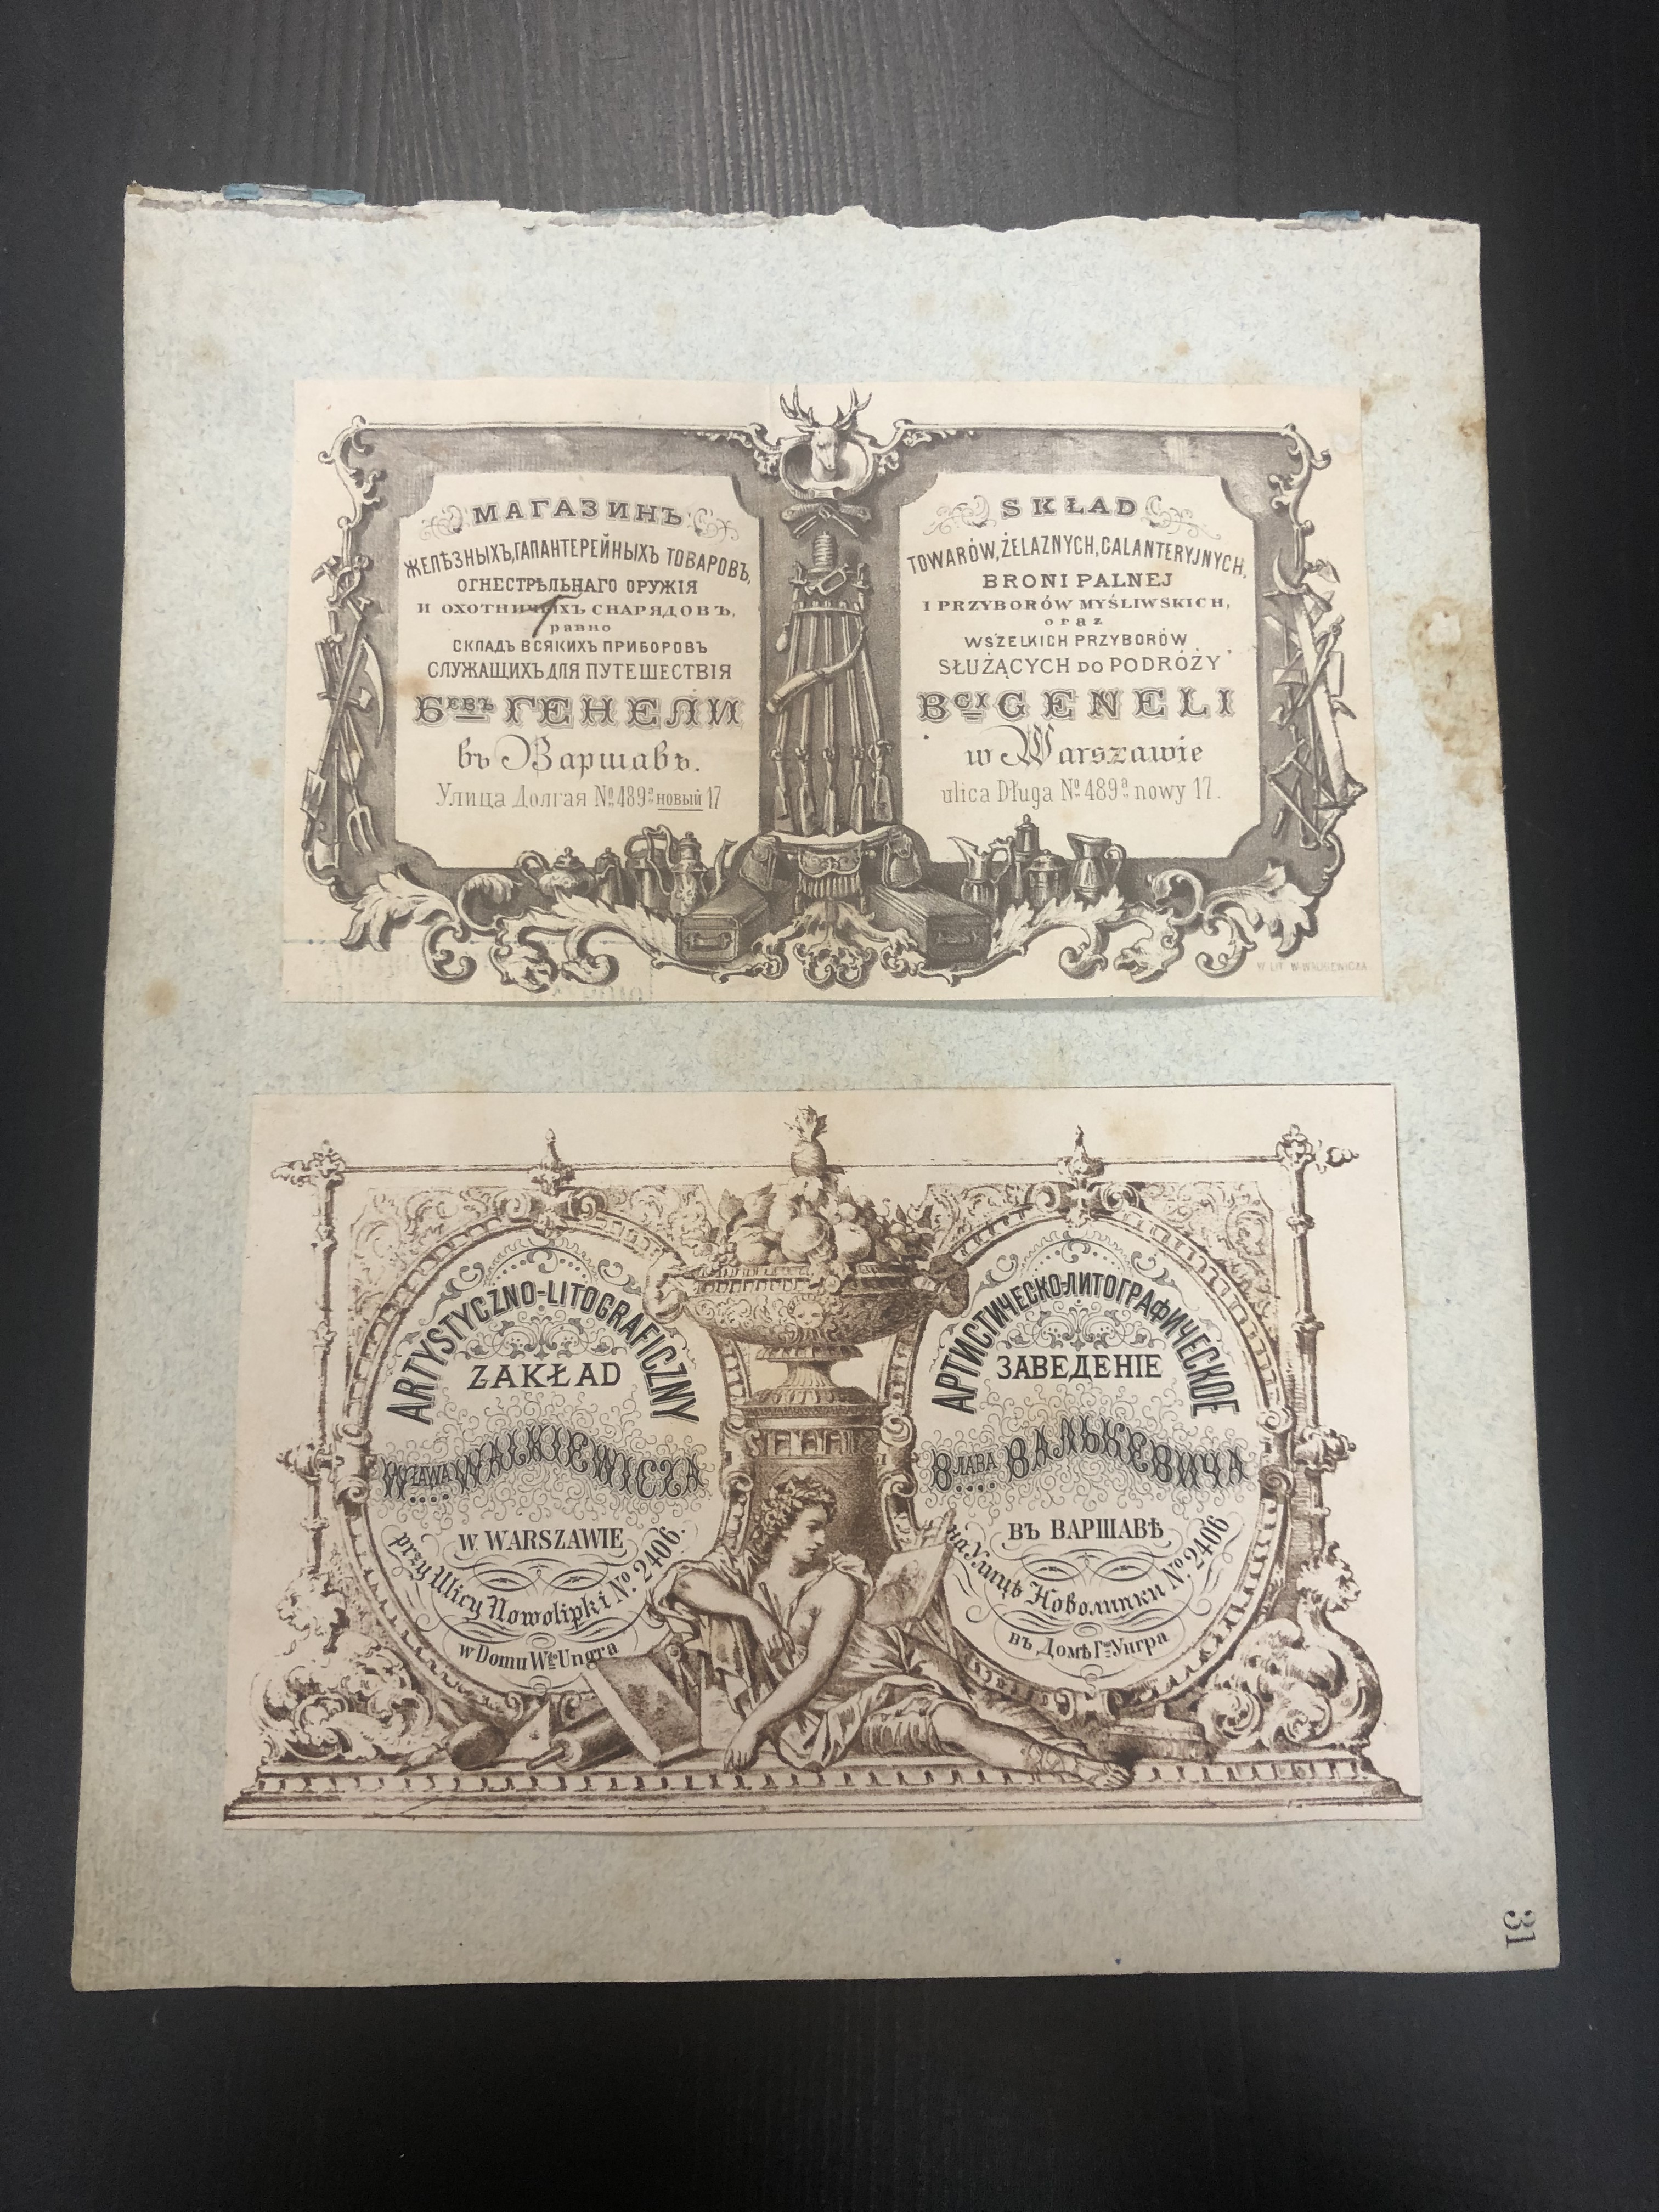 МАГАЗИНЪ
ЖЕЛѢЗНЫХЪ, ГАЛАНТЕРЕЙНЫХЪ ТОВАРОВЪ,
ОГНЕСТРѢЛЬНАГО ОРУЖІЯ
И ОХОТНИЧЬИХЪ СНАРЯДОВЪ,
равно
СКЛАДЪ ВСЯКИХЪ ПРИБОРОВЪ
СЛУЖАЩИХЪ ДЛЯ ПУТЕШЕСТВІЯ
БЕВЪ ГЕНЕЛИ
въ Варшавѣ.
Улица Долгая № 489а новый 17
SKŁAD
TOWARÓW, ŻELAZNYCH, GALANTERYJNYCH,
BRONI PALNEJ
I PRZYBORÓW MYŚLIWSKICH,
oraz
WSZELKICH PRZYBORÓW
SŁUŻĄCYCH DO PODRÓŻY
BCI GENELI
w Warszawie
ulica Długa № 489a nowy 17.
W LIT. W. WALKIEWICZA
ARTYSTYCZNO-LITOGRAFICZNY
ZAKŁAD
WŁAWA WALKIEWICZA
W. WARSZAWIE
przy Ulicy Nowolipki №. 2406.
w Domu Wgo Ungra
АРТИСТИЧЕСКО-ЛИТОГРАФИЧЕСКОЕ
ЗАВЕДЕНІЕ
ВЛАВА ВАЛЬКЕВИЧА
ВЪ ВАРШАВѢ
на Улицѣ Новолипки №. 2406
въ Домѣ Гна Унгра
31